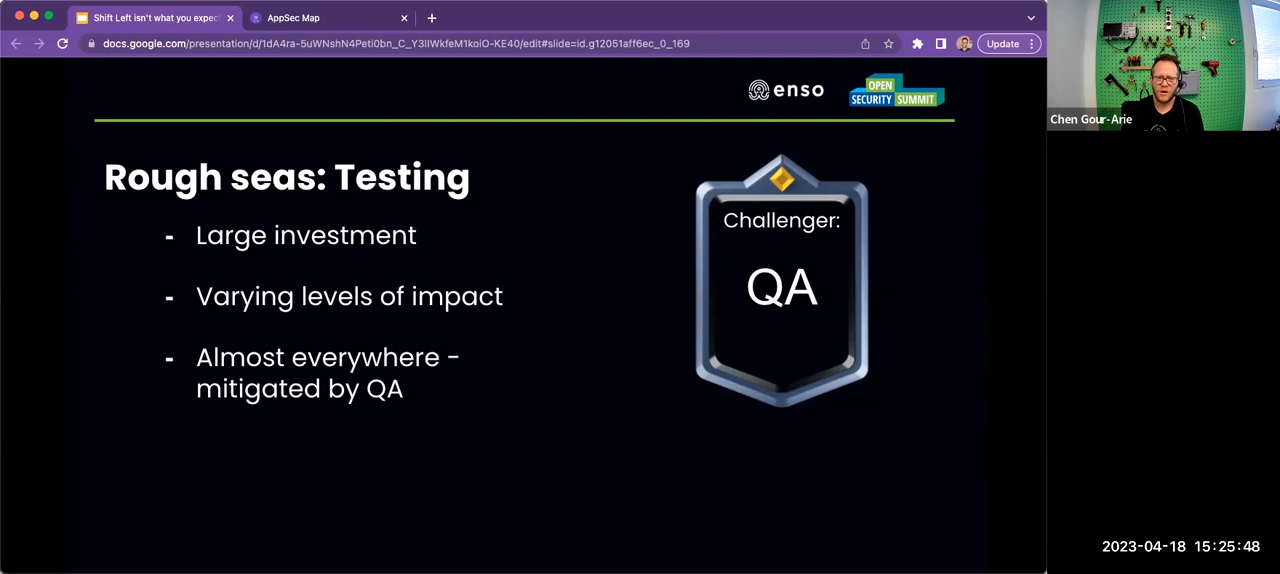 Shift Left isn't what you expec
AppSec Map
docs.google.com/presentation/d/1dA4ra-5uWNshN4Peti0bn_C_Y3IIWkfeM1koiO-KE40/edit#slide=id.g12051aff6ec_0_169
Update
enso
OPEN
SECURITY SUMMIT
Rough seas: Testing
- Large investment
- Varying levels of impact
- Almost everywhere -
mitigated by QA
Challenger:
QA
Chen Gour-Arie
2023-04-18 15:25:48